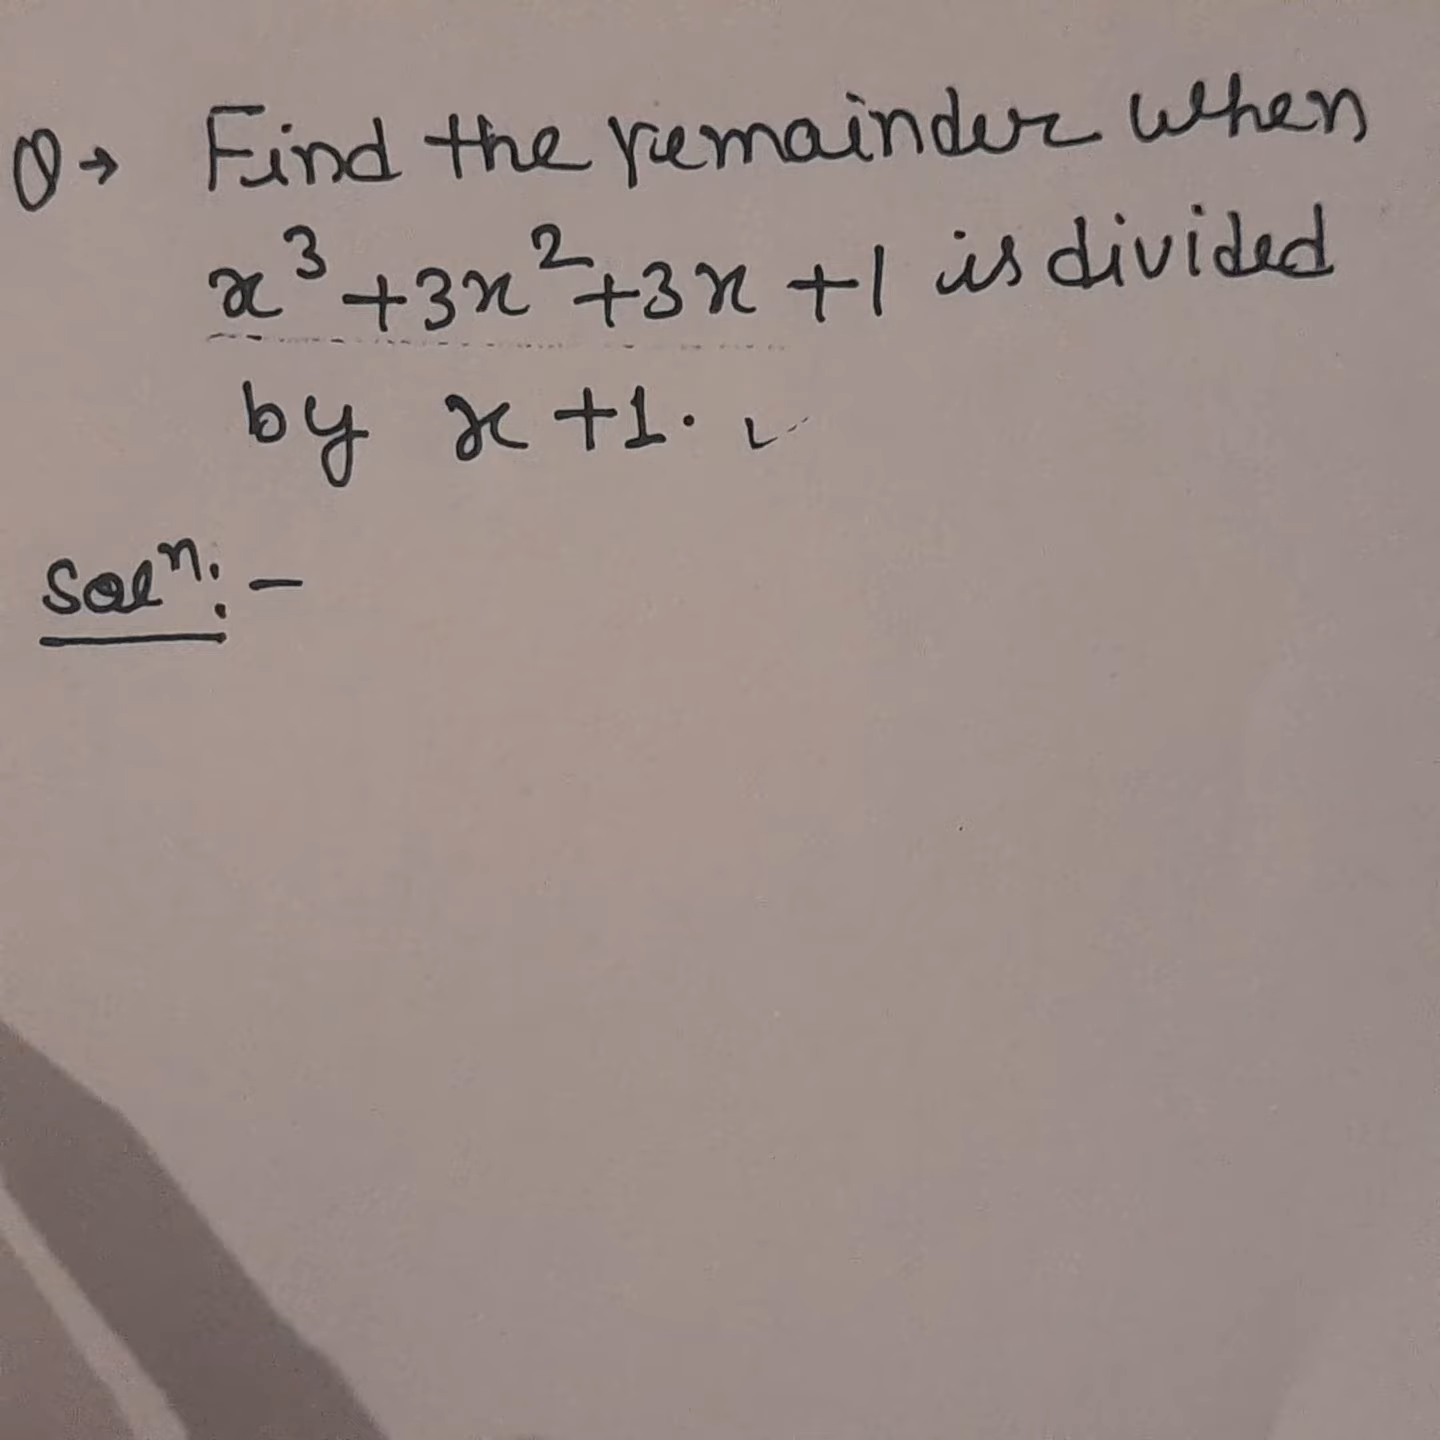 Q→ Find the remainder when
x³+3x²+3x+1 is divided
by x+1.
Solⁿ:-